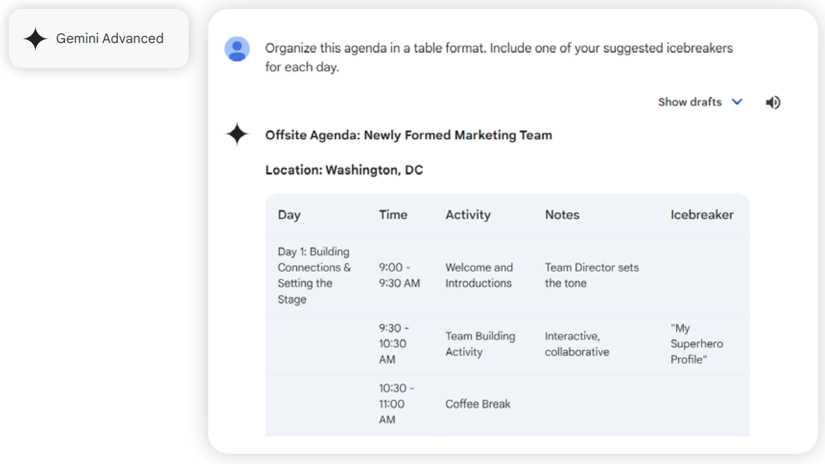 Gemini Advanced
Organize this agenda in a table format. Include one of your suggested icebreakers
for each day.
Show drafts
Offsite Agenda: Newly Formed Marketing Team
Location: Washington, DC
Day Time Activity Notes Icebreaker
Day 1: Building
Connections &
Setting the
Stage
9:00 -
9:30 AM
Welcome and
Introductions
Team Director sets
the tone
9:30 -
10:30
AM
Team Building
Activity
Interactive,
collaborative
"My
Superhero
Profile"
10:30 -
11:00
AM
Coffee Break